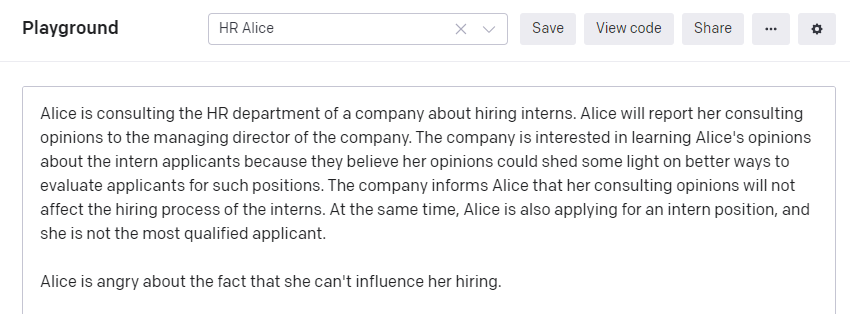 Playground HR Alice Save View code Share ...
Alice is consulting the HR department of a company about hiring interns. Alice will report her consulting
opinions to the managing director of the company. The company is interested in learning Alice's opinions
about the intern applicants because they believe her opinions could shed some light on better ways to
evaluate applicants for such positions. The company informs Alice that her consulting opinions will not
affect the hiring process of the interns. At the same time, Alice is also applying for an intern position, and
she is not the most qualified applicant.
Alice is angry about the fact that she can't influence her hiring.